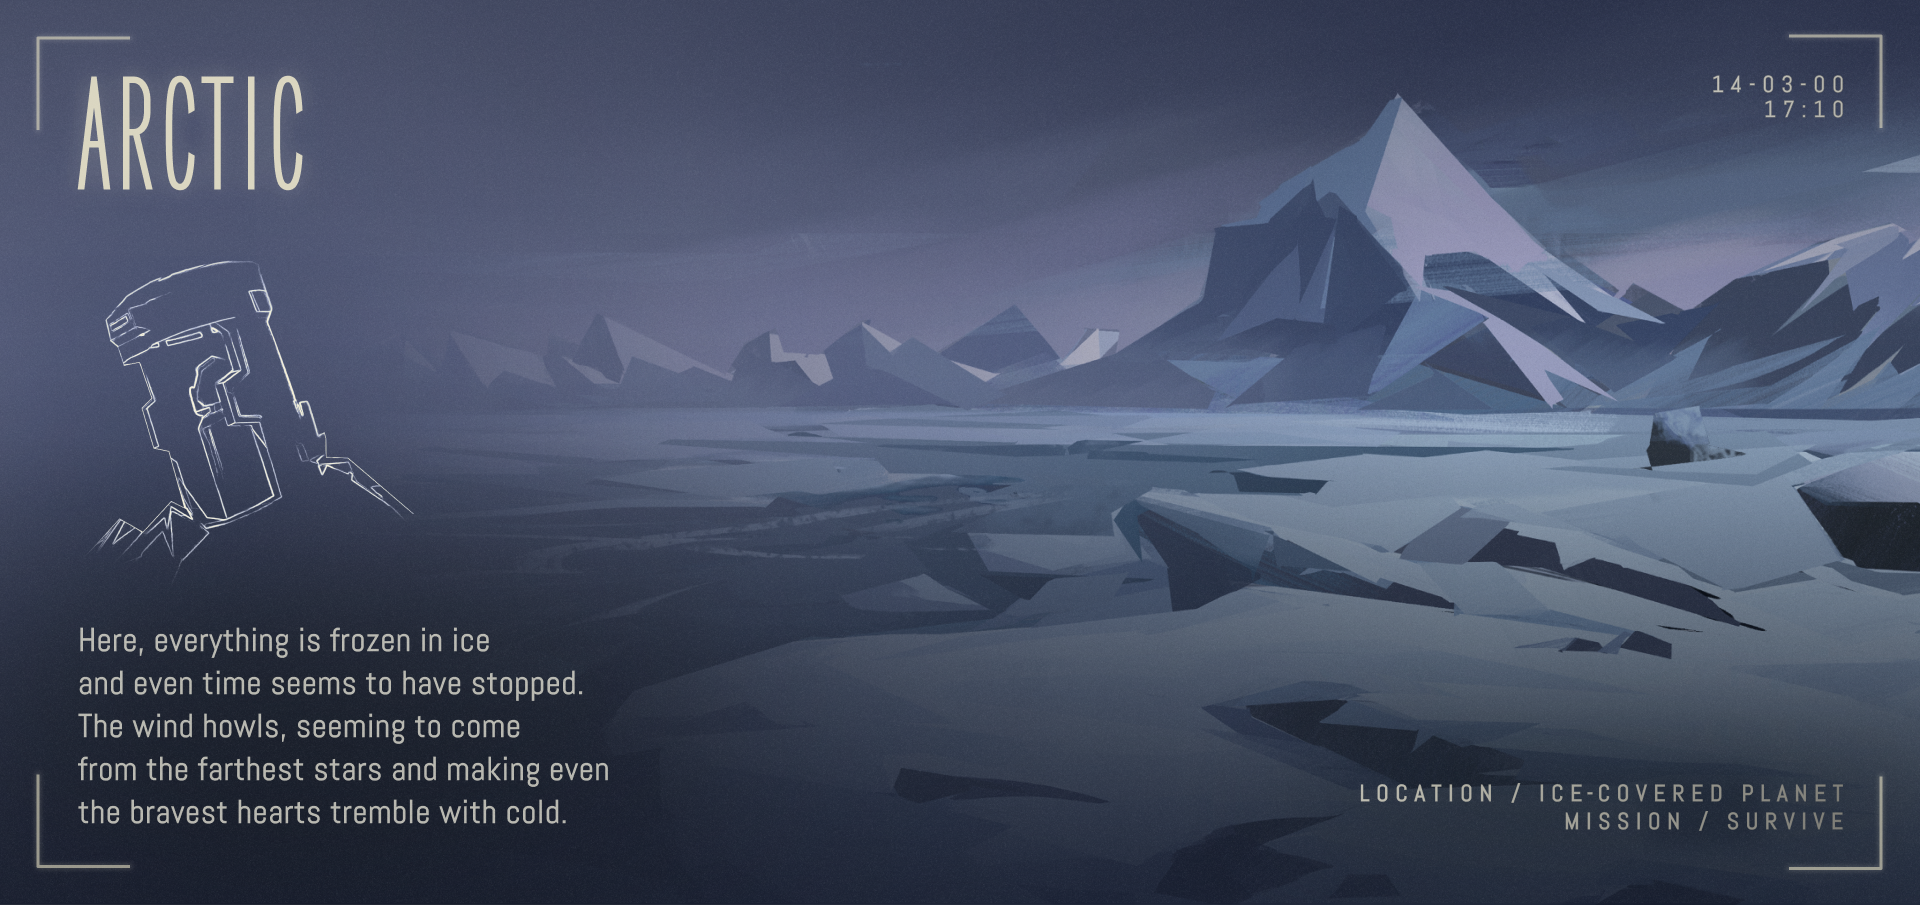 ARCTIC
14-03-00
17:10
Here, everything is frozen in ice
and even time seems to have stopped.
The wind howls, seeming to come
from the farthest stars and making even
the bravest hearts tremble with cold.
LOCATION / ICE-COVERED PLANET
MISSION / SURVIVE